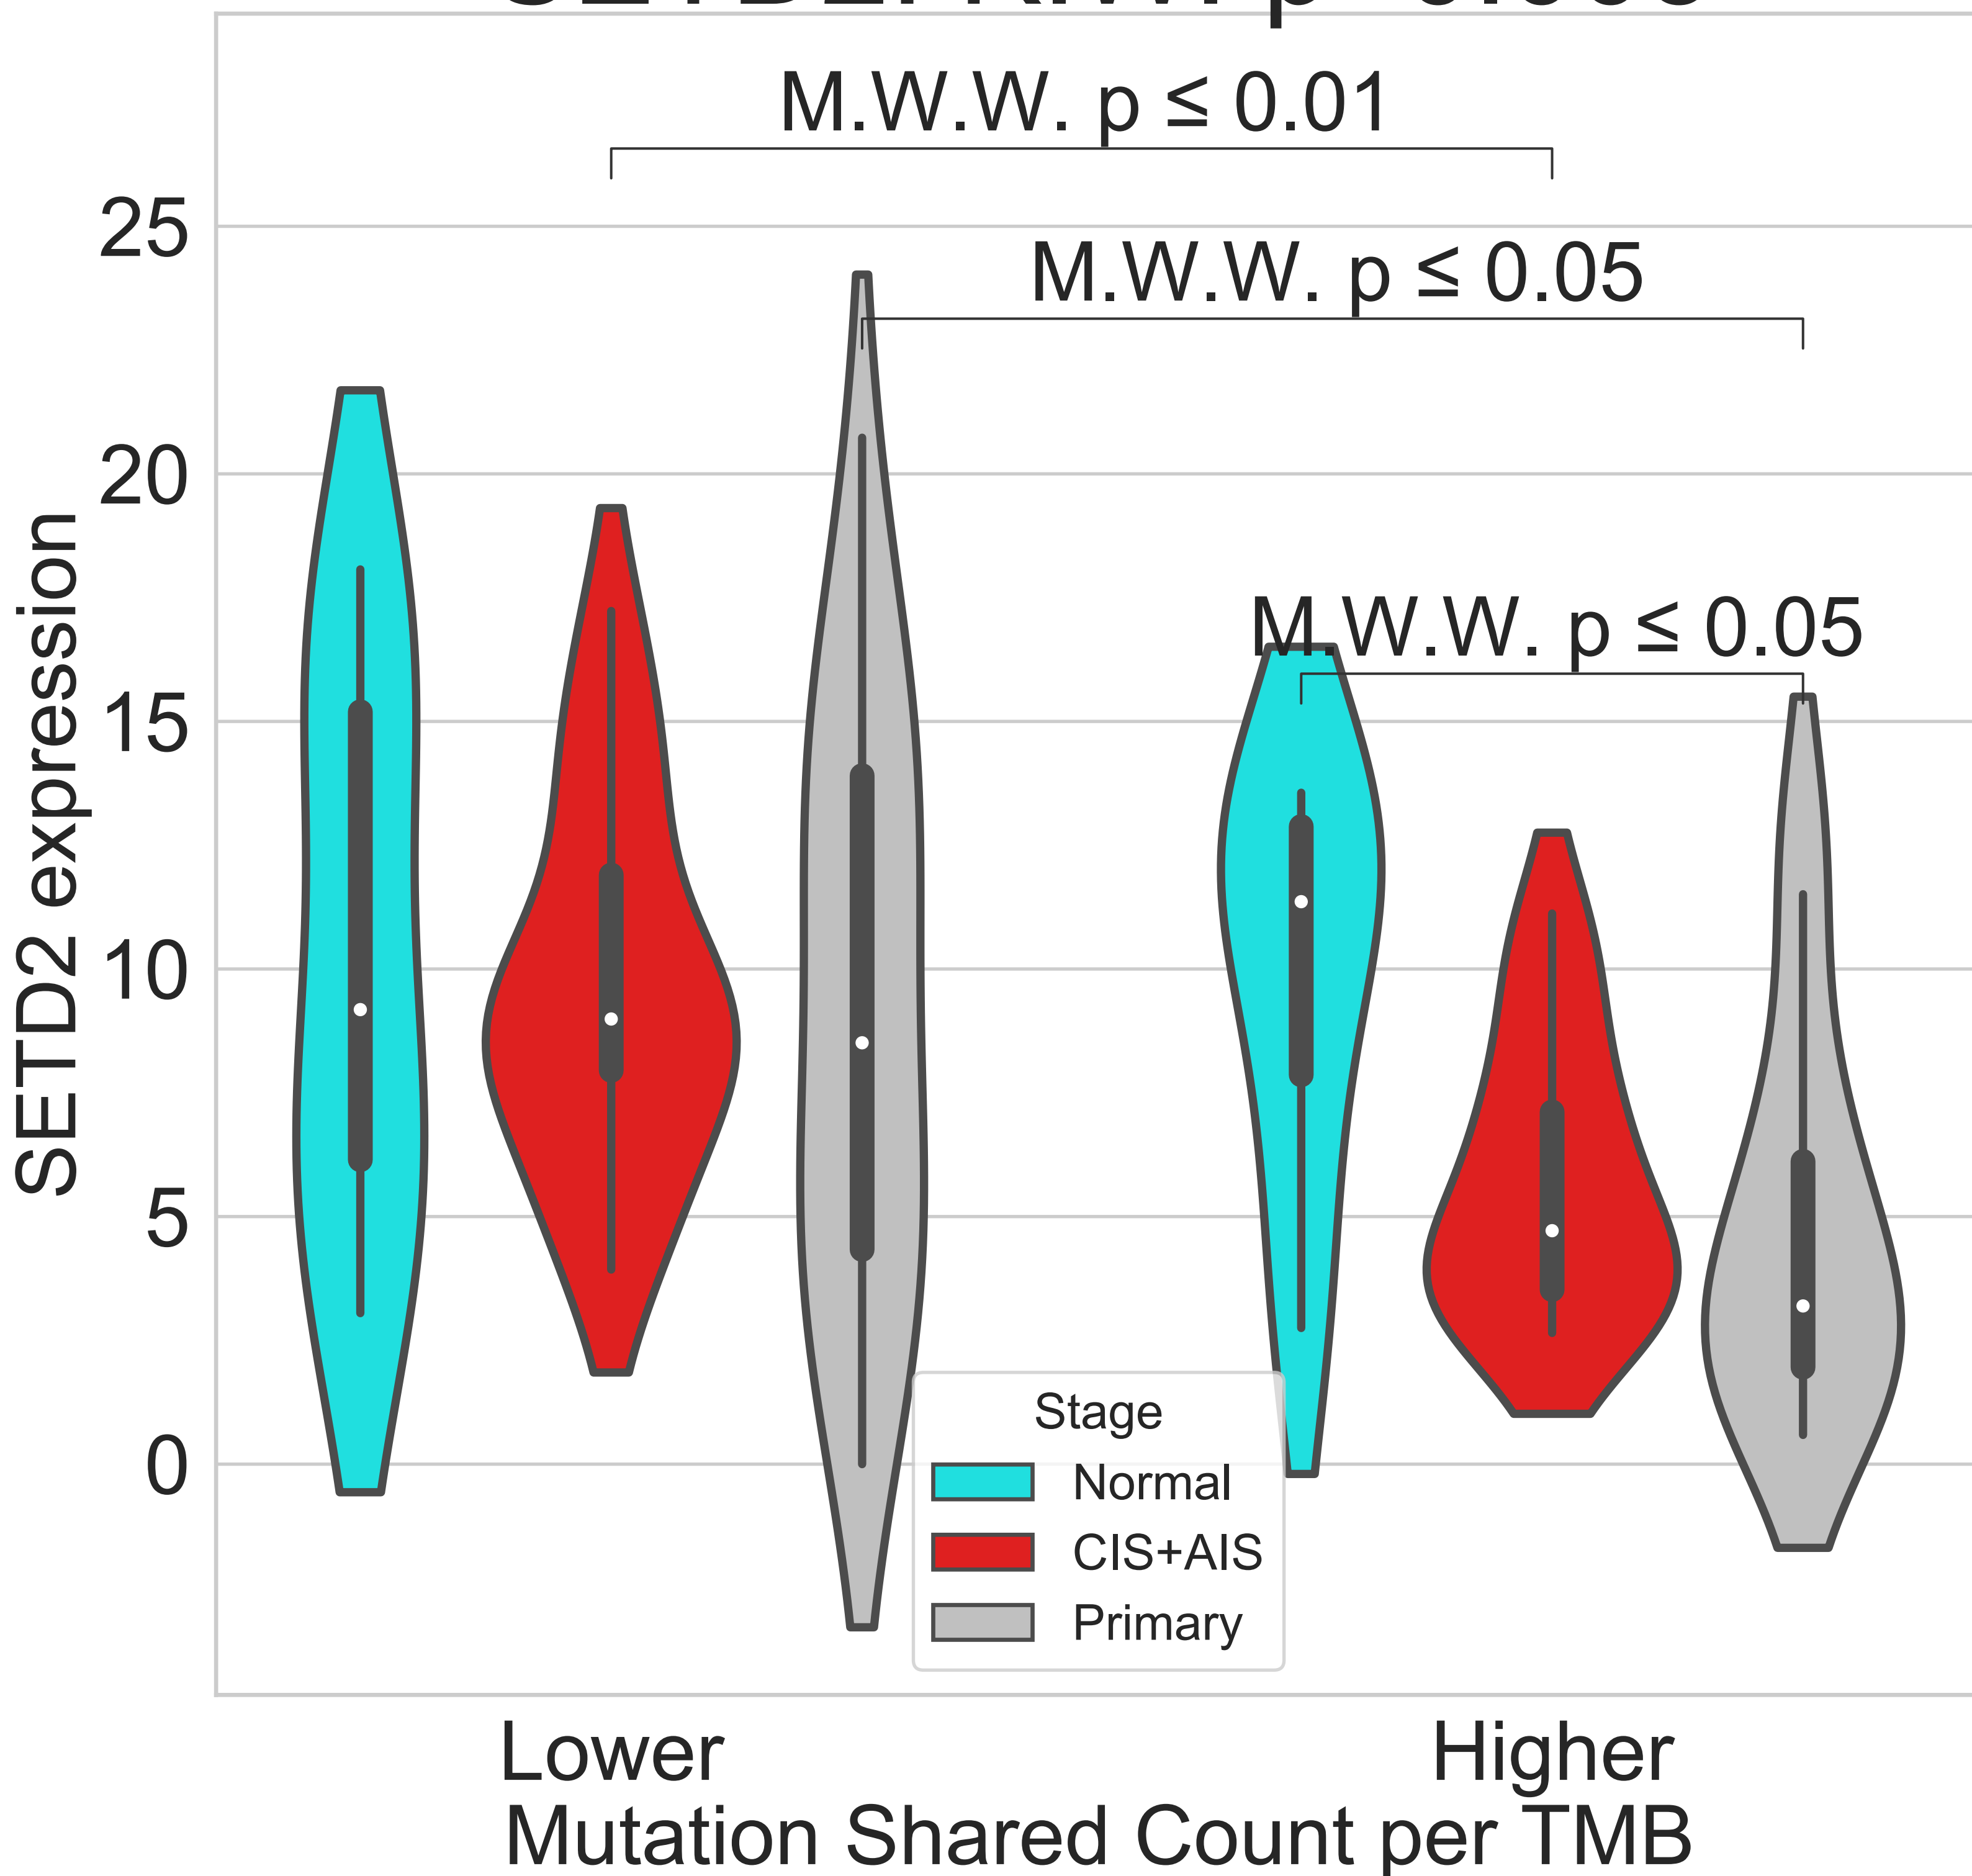 M.W.W. p ≤ 0.01
25
M.W.W. p ≤ 0.05
20
M.W.W. p ≤ 0.05
15
10
5
0
SETD2 expression
Stage
Normal
CIS+AIS
Primary
Lower Higher
Mutation Shared Count per TMB